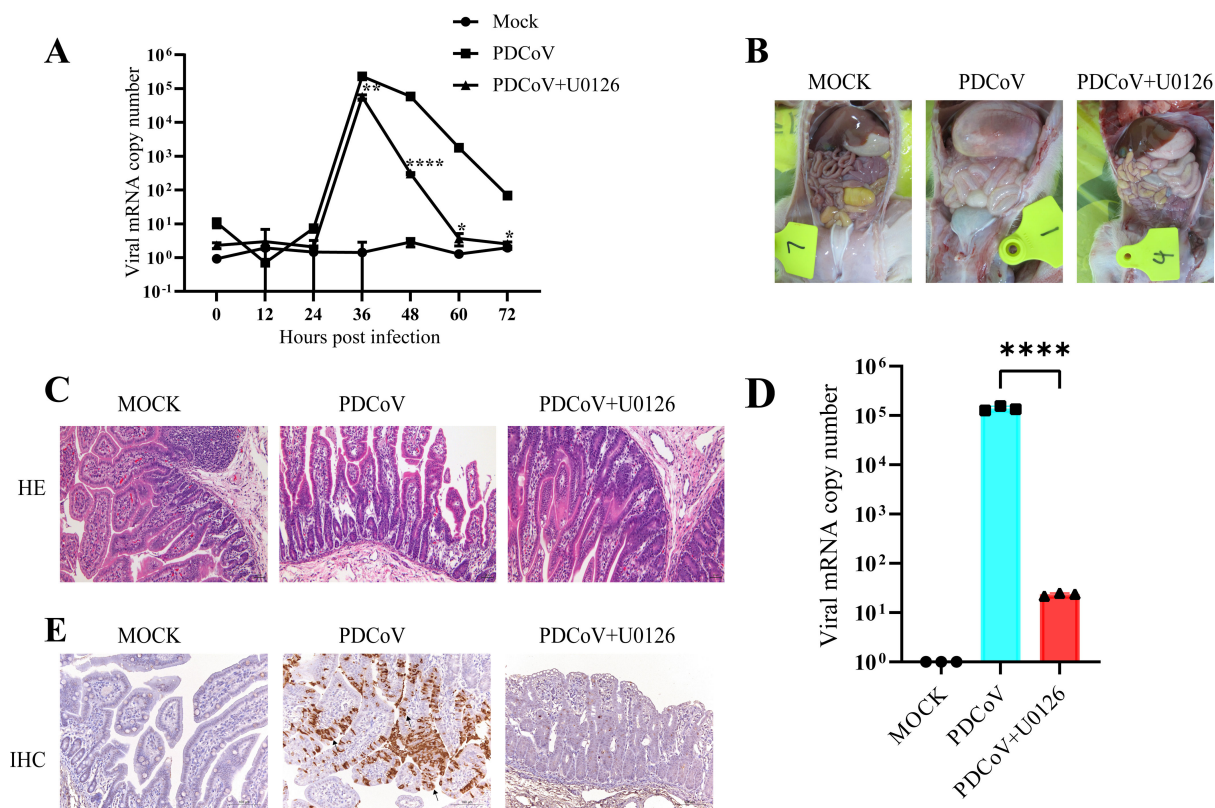 A
Mock
PDCoV
PDCoV+U0126
Viral mRNA copy number
10⁶
10⁵
10⁴
10³
10²
10¹
10⁰
10⁻¹
**
****
*
*
0 12 24 36 48 60 72
Hours post infection
B
MOCK PDCoV PDCoV+U0126
7 1 4
C
MOCK PDCoV PDCoV+U0126
HE
D
****
Viral mRNA copy number
10⁶
10⁵
10⁴
10³
10²
10¹
10⁰
MOCK
PDCoV
PDCoV+U0126
E
MOCK PDCoV PDCoV+U0126
IHC